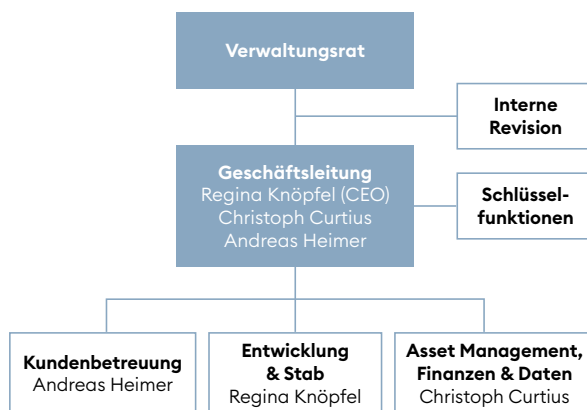 Verwaltungsrat
Interne
Revision
Geschäftsleitung
Regina Knöpfel (CEO)
Christoph Curtius
Andreas Heimer
Schlüssel-
funktionen
Kundenbetreuung
Andreas Heimer
Entwicklung
& Stab
Regina Knöpfel
Asset Management,
Finanzen & Daten
Christoph Curtius